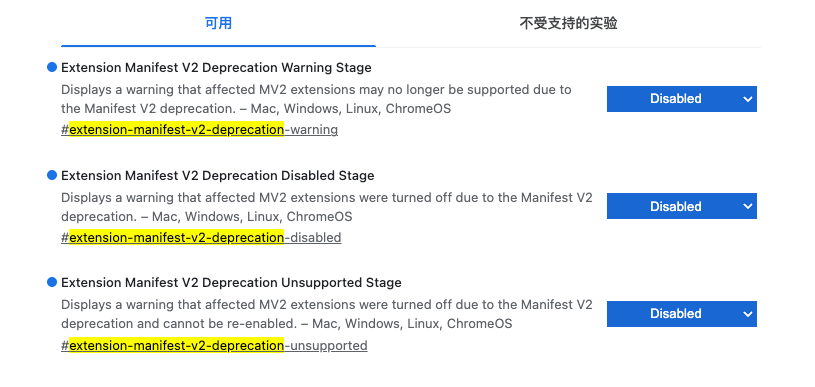 可用
不受支持的实验
Extension Manifest V2 Deprecation Warning Stage
Displays a warning that affected MV2 extensions may no longer be supported due to
the Manifest V2 deprecation. – Mac, Windows, Linux, ChromeOS
#extension-manifest-v2-deprecation-warning
Disabled
Extension Manifest V2 Deprecation Disabled Stage
Displays a warning that affected MV2 extensions were turned off due to the Manifest V2
deprecation. – Mac, Windows, Linux, ChromeOS
#extension-manifest-v2-deprecation-disabled
Disabled
Extension Manifest V2 Deprecation Unsupported Stage
Displays a warning that affected MV2 extensions were turned off due to the Manifest V2
deprecation and cannot be re-enabled. – Mac, Windows, Linux, ChromeOS
#extension-manifest-v2-deprecation-unsupported
Disabled